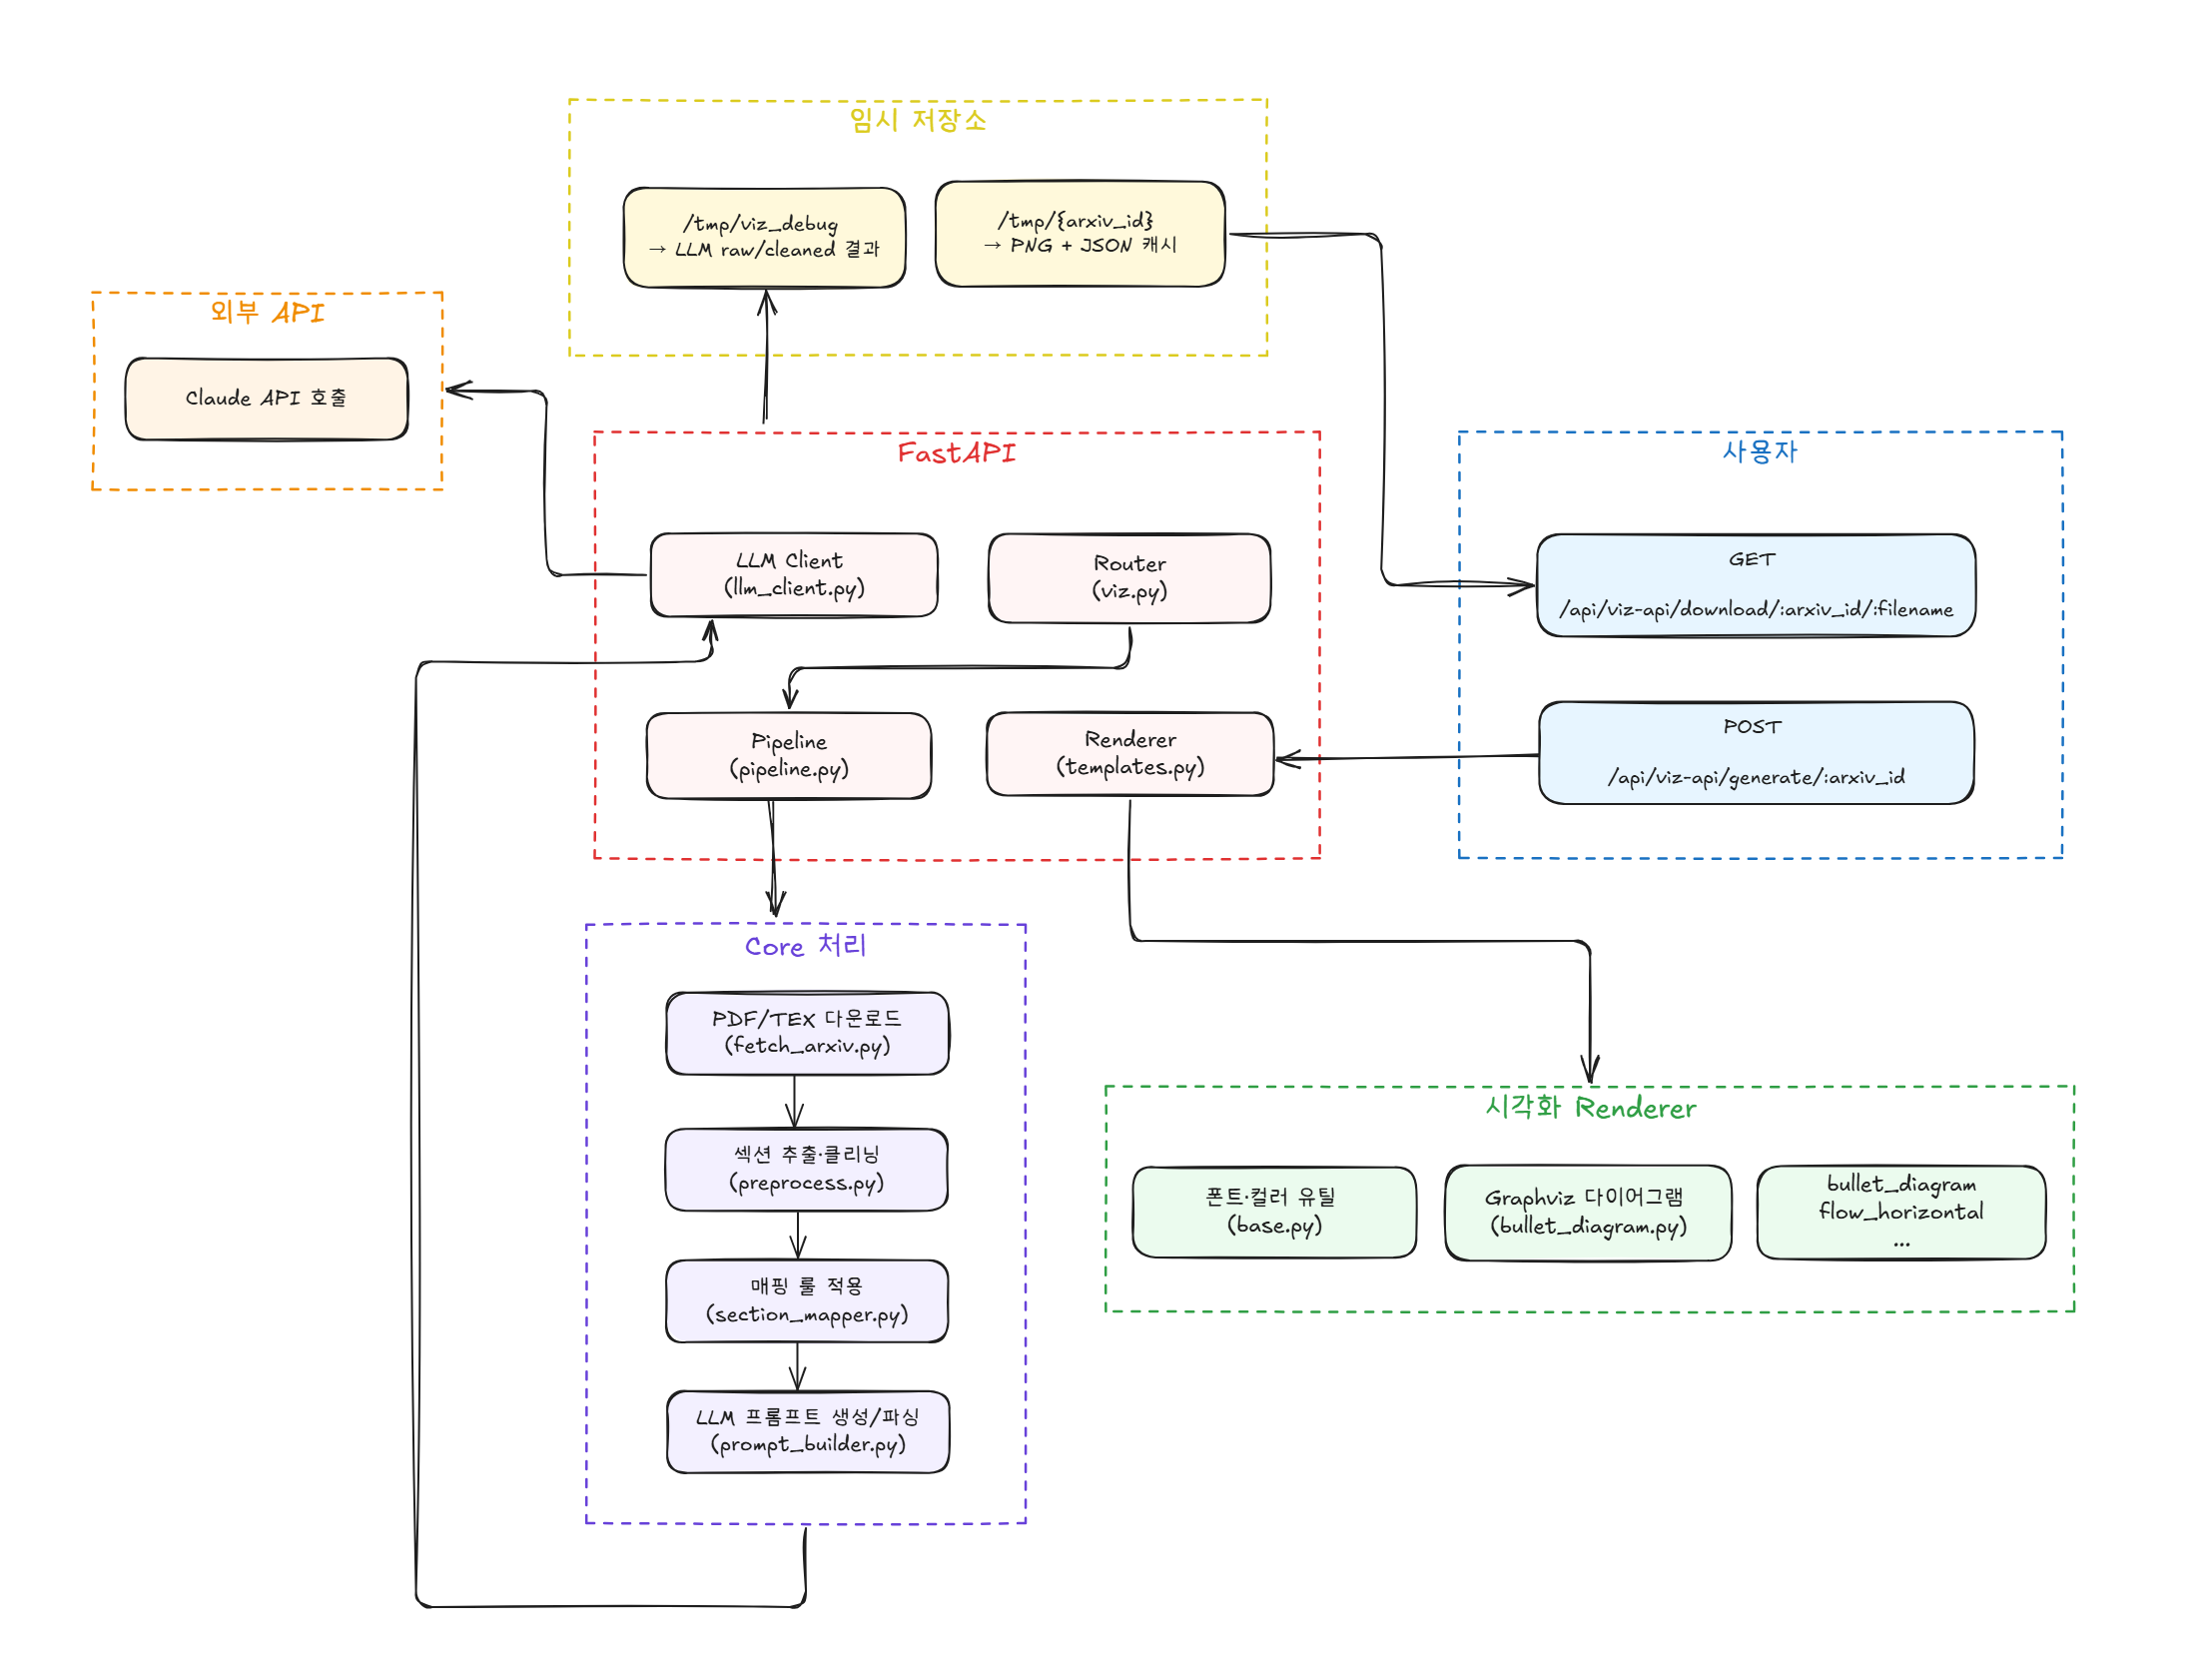 임시 저장소
/tmp/viz_debug
→ LLM raw/cleaned 결과
/tmp/{arxiv_id}
→ PNG + JSON 캐시
외부 API
Claude API 호출
FastAPI
LLM Client
(llm_client.py)
Router
(viz.py)
Pipeline
(pipeline.py)
Renderer
(templates.py)
사용자
GET
/api/viz-api/download/:arxiv_id/:filename
POST
/api/viz-api/generate/:arxiv_id
Core 처리
PDF/TEX 다운로드
(fetch_arxiv.py)
섹션 추출·클리닝
(preprocess.py)
매핑 룰 적용
(section_mapper.py)
LLM 프롬프트 생성/파싱
(prompt_builder.py)
시각화 Renderer
폰트·컬러 유틸
(base.py)
Graphviz 다이어그램
(bullet_diagram.py)
bullet_diagram
flow_horizontal
...